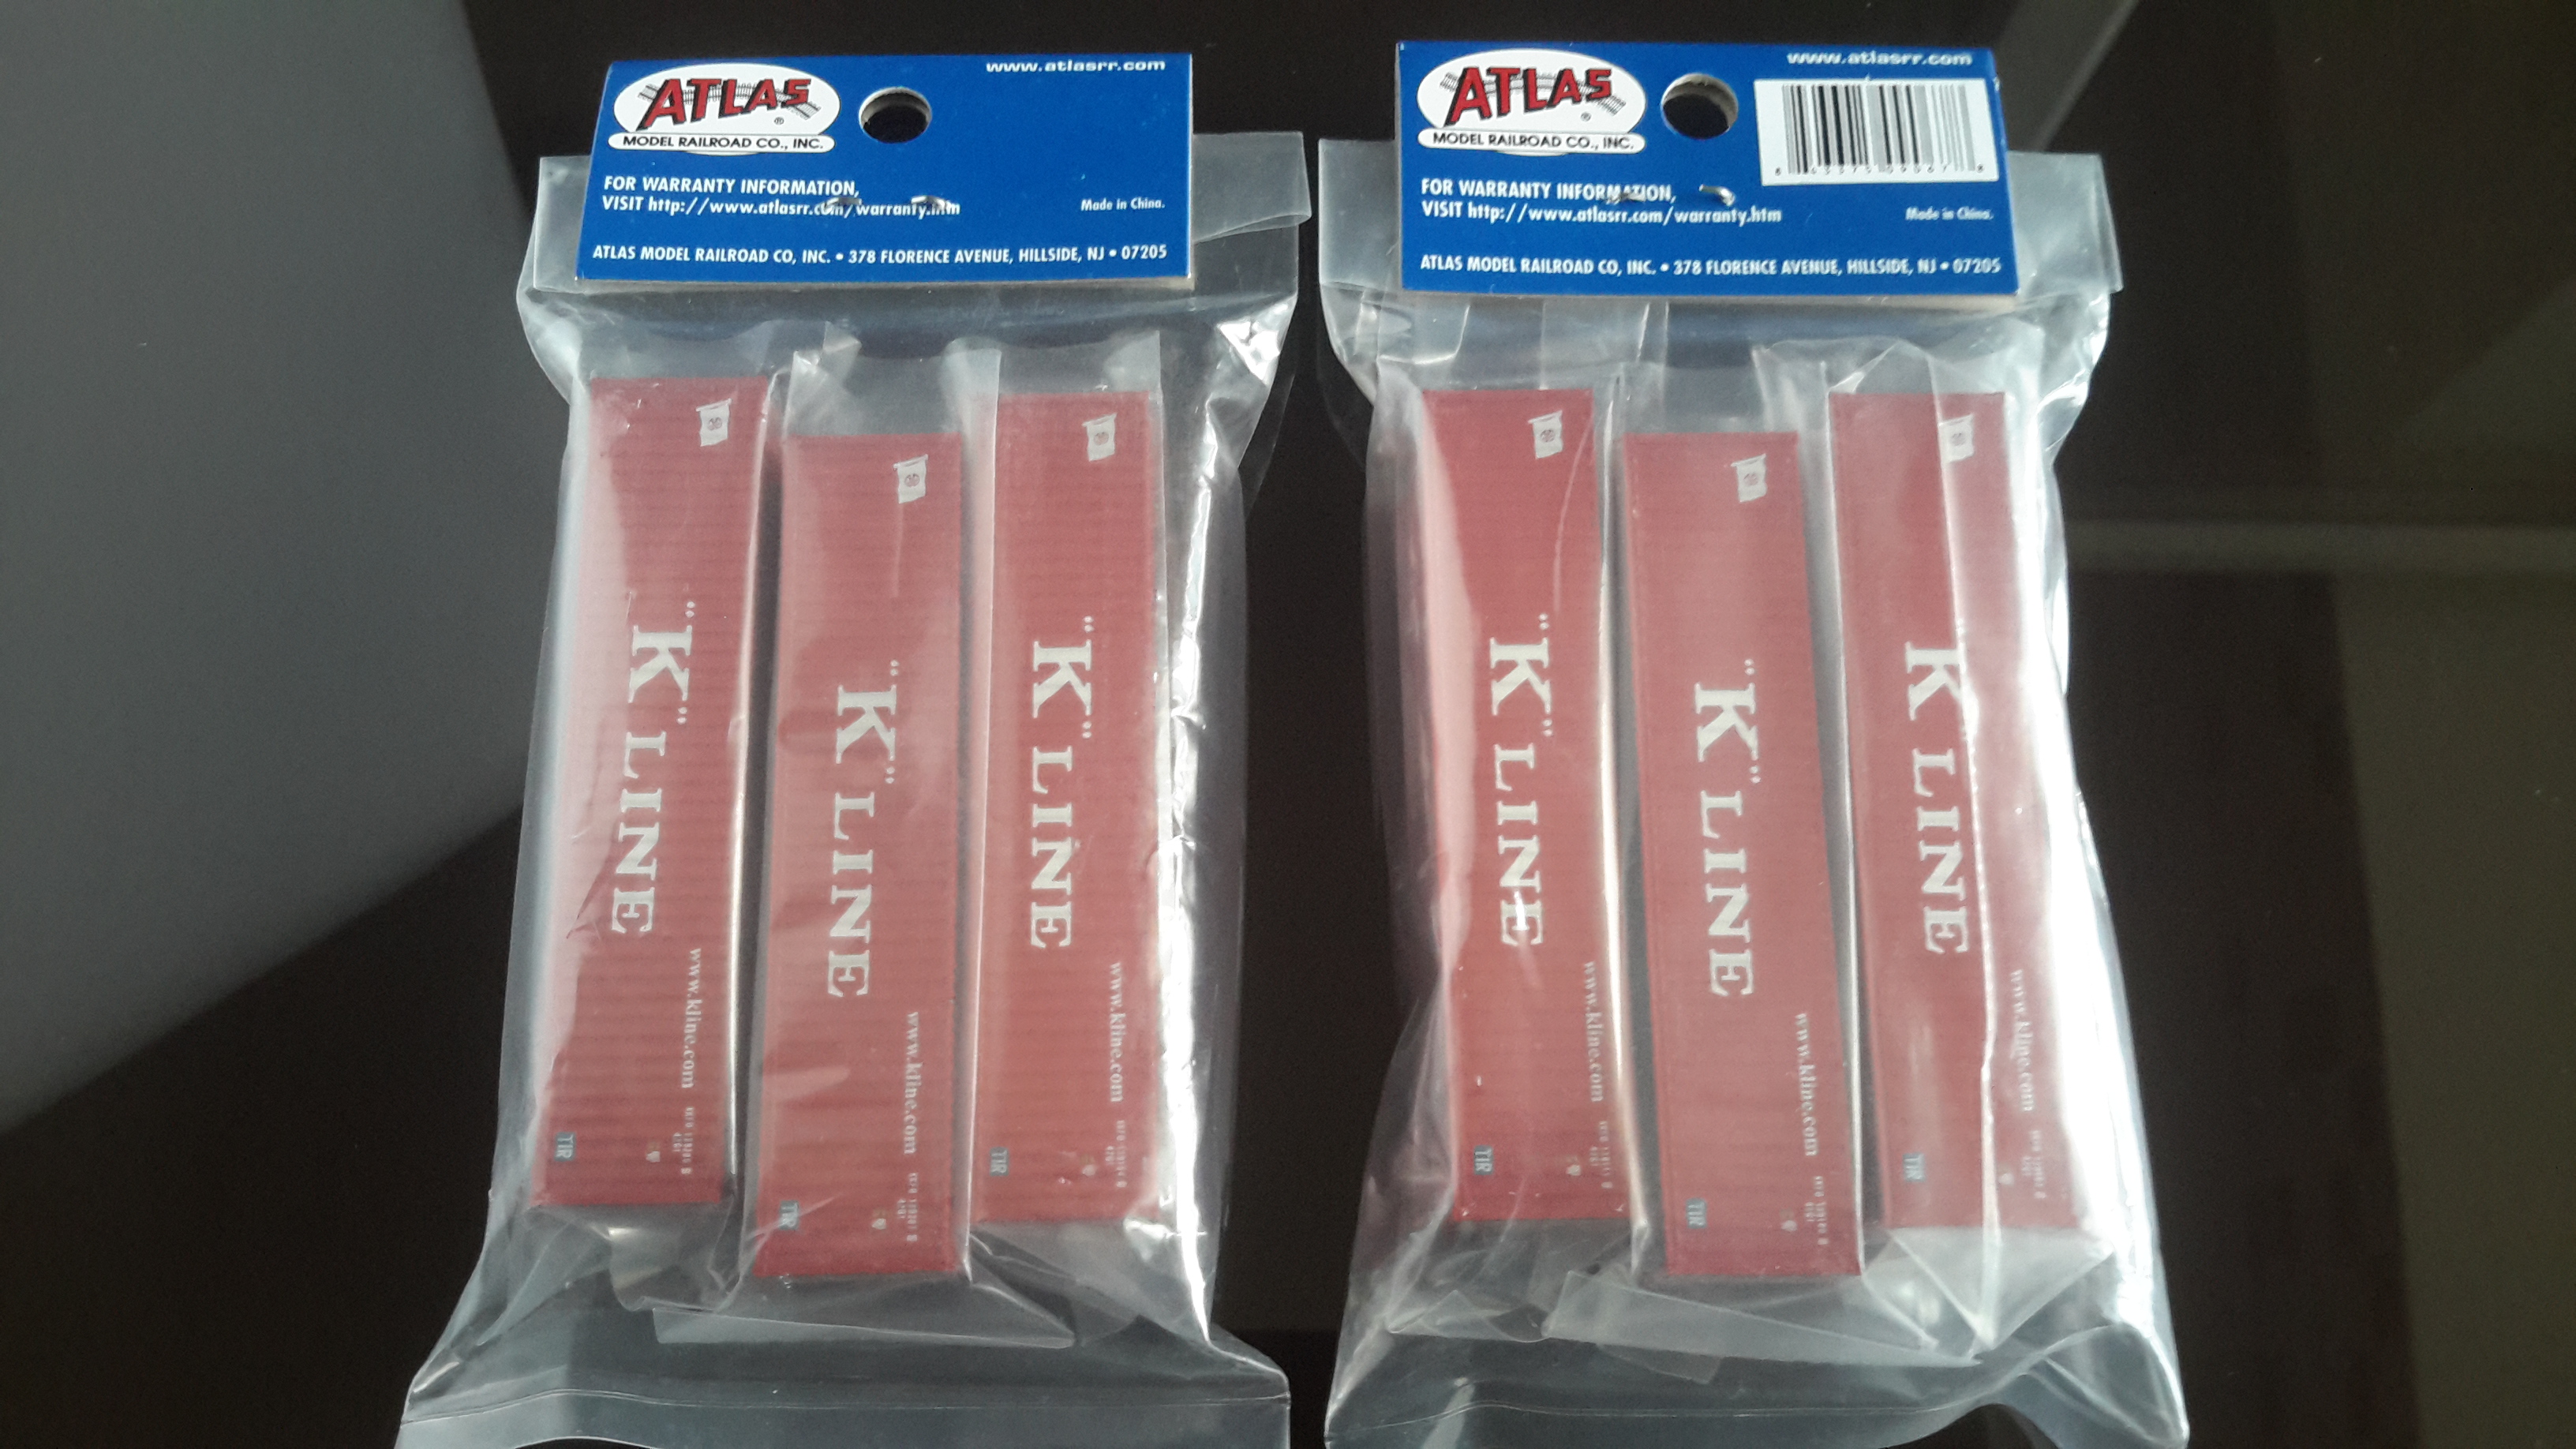 ATLAS ®
MODEL RAILROAD CO., INC.
www.atlasrr.com
FOR WARRANTY INFORMATION,
VISIT http://www.atlasrr.com/warranty.htm
Made in China.
ATLAS MODEL RAILROAD CO, INC. • 378 FLORENCE AVENUE, HILLSIDE, NJ • 07205
"K" LINE
www.kline.com
TIR
"K" LINE
www.kline.com
TIR
"K" LINE
www.kline.com
TIR
ATLAS ®
MODEL RAILROAD CO., INC.
www.atlasrr.com
FOR WARRANTY INFORMATION,
VISIT http://www.atlasrr.com/warranty.htm
Made in China.
ATLAS MODEL RAILROAD CO, INC. • 378 FLORENCE AVENUE, HILLSIDE, NJ • 07205
"K" LINE
www.kline.com
TIR
"K" LINE
www.kline.com
TIR
K LINE
www.kline.com
TIR